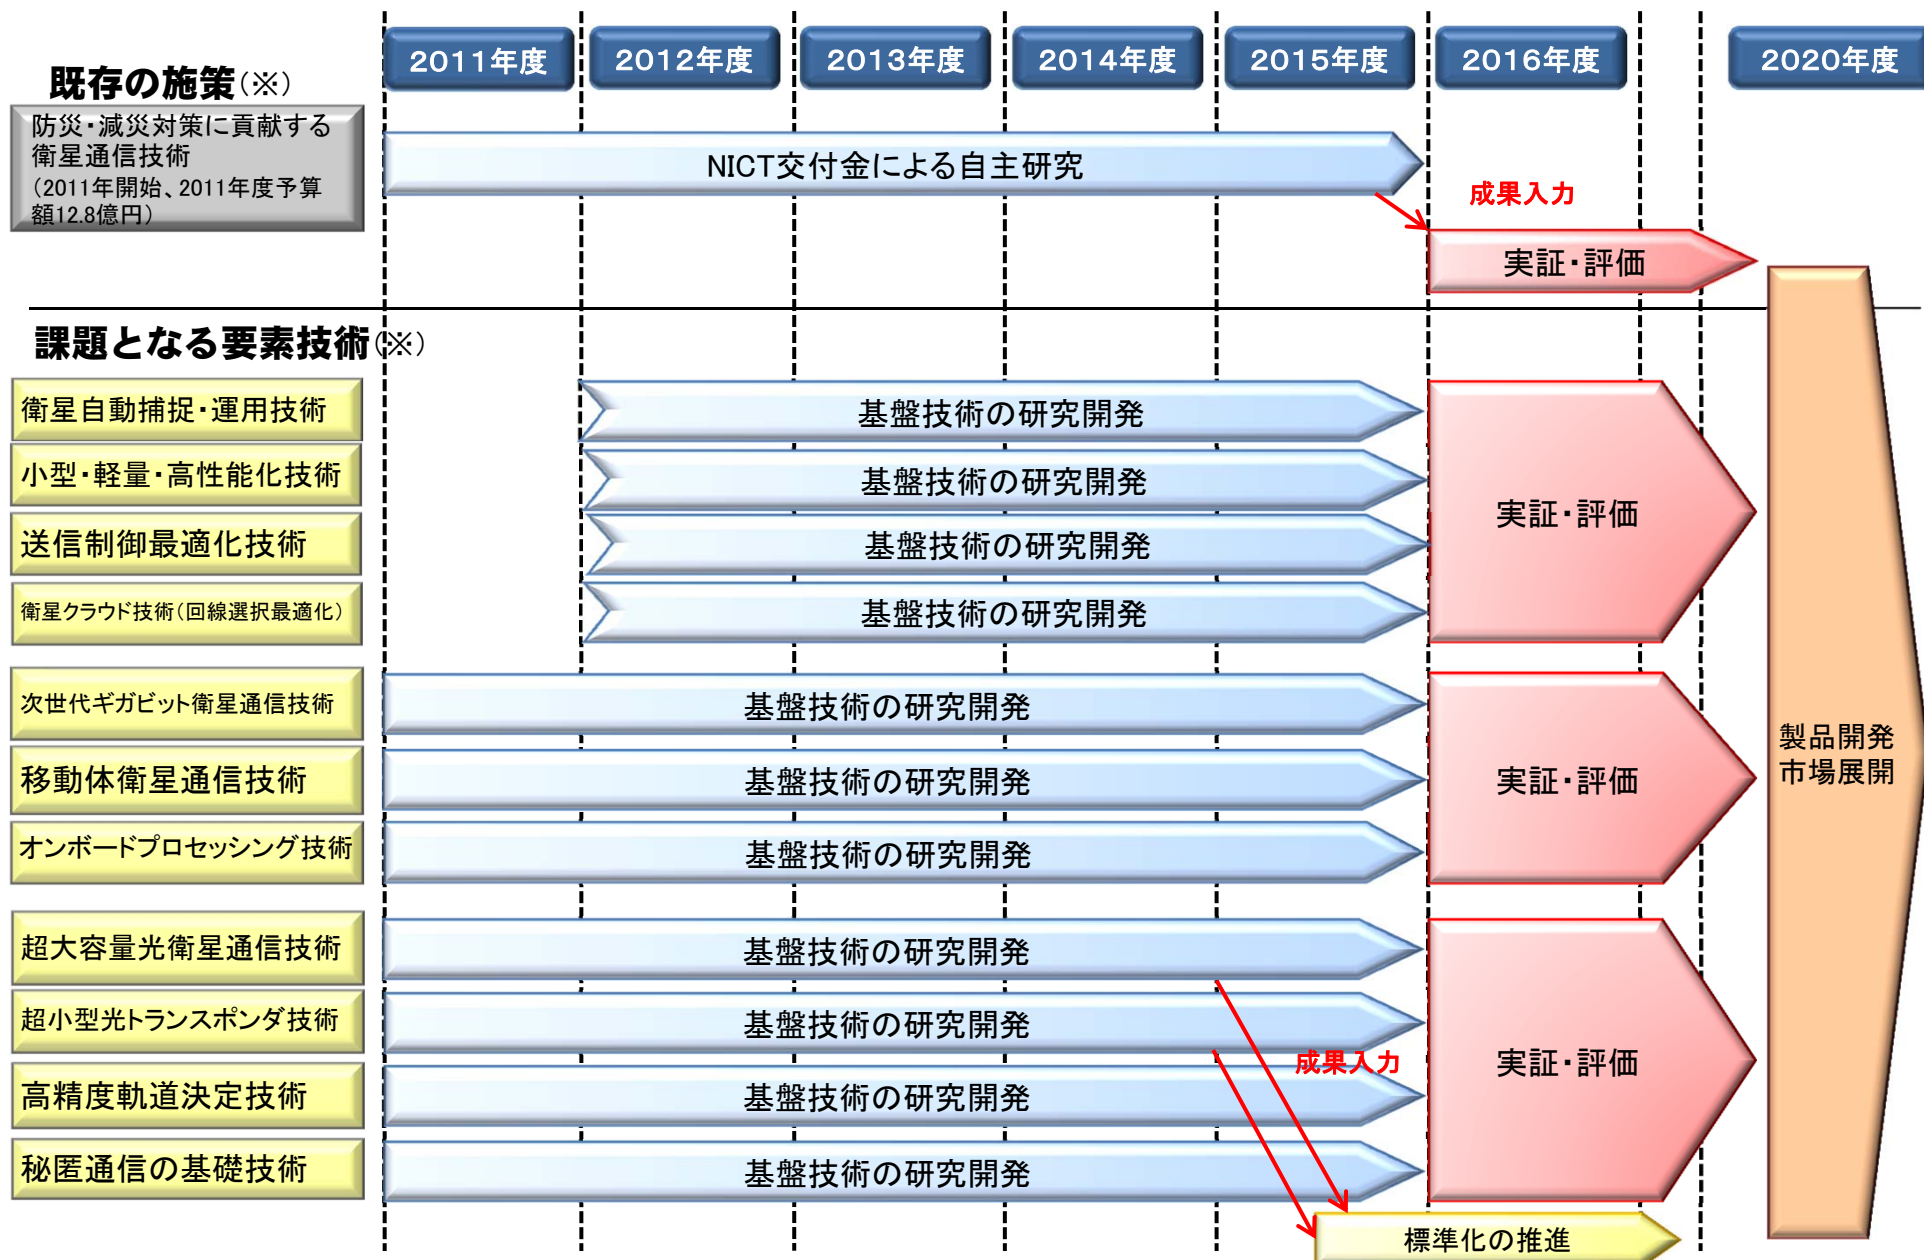 2011年度
2012年度
2013年度
2014年度
2015年度
2016年度
2020年度
既存の施策(※)
防災・減災対策に貢献する
衛星通信技術
(2011年開始、2011年度予算
額12.8億円)
NICT交付金による自主研究
成果入力
実証・評価
課題となる要素技術(※)
衛星自動捕捉・運用技術
基盤技術の研究開発
小型・軽量・高性能化技術
基盤技術の研究開発
送信制御最適化技術
基盤技術の研究開発
衛星クラウド技術(回線選択最適化)
基盤技術の研究開発
実証・評価
次世代ギガビット衛星通信技術
基盤技術の研究開発
移動体衛星通信技術
基盤技術の研究開発
オンボードプロセッシング技術
基盤技術の研究開発
実証・評価
製品開発
市場展開
超大容量光衛星通信技術
基盤技術の研究開発
超小型光トランスポンダ技術
基盤技術の研究開発
成果入力
高精度軌道決定技術
基盤技術の研究開発
秘匿通信の基礎技術
基盤技術の研究開発
実証・評価
標準化の推進